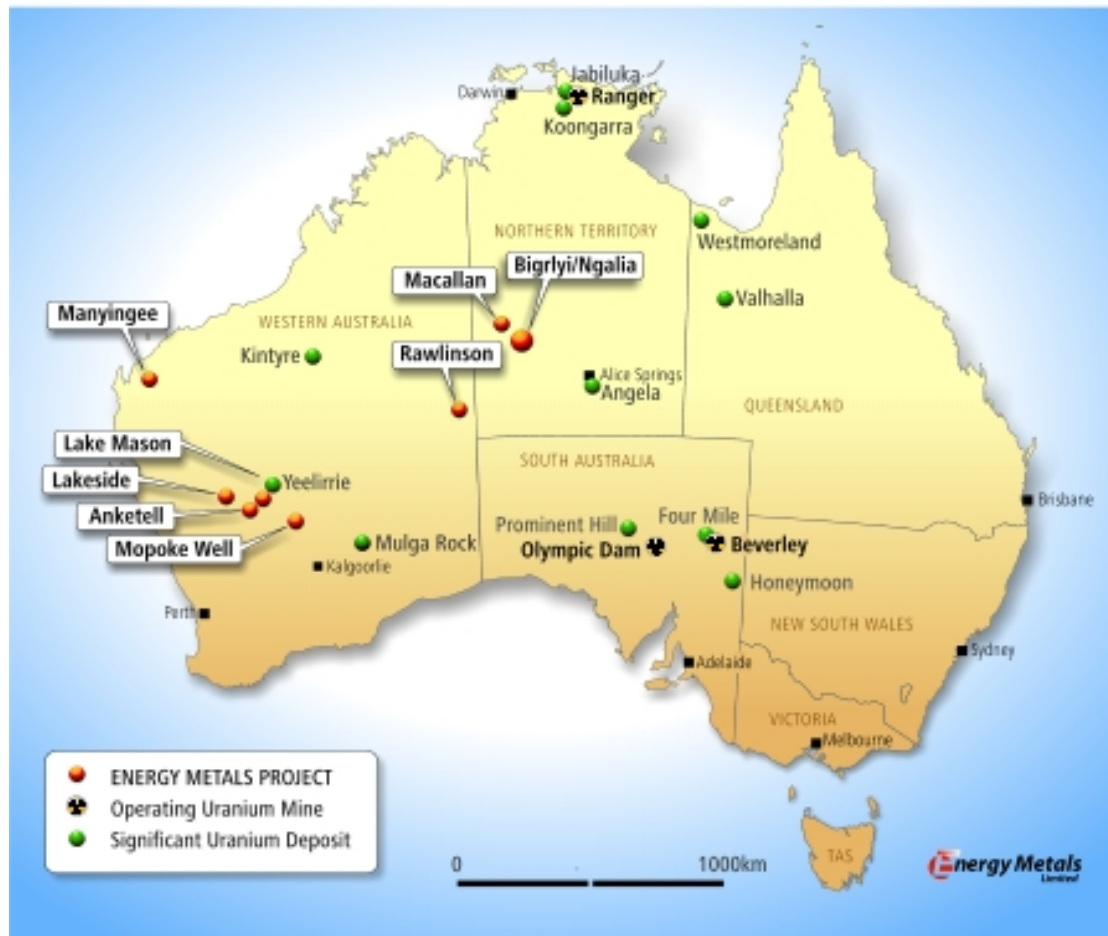 Jabiluka
Darwin
Ranger
Koongarra
NORTHERN TERRITORY
Westmoreland
Bigrlyi/Ngalia
Macallan
Valhalla
Manyingee
WESTERN AUSTRALIA
Kintyre
Rawlinson
Alice Springs
Angela
QUEENSLAND
Lake Mason
SOUTH AUSTRALIA
Lakeside
Yeelirrie
Brisbane
Anketell
Prominent Hill
Four Mile
Mopoke Well
Mulga Rock
Olympic Dam
Beverley
Kalgoorlie
Honeymoon
Perth
NEW SOUTH WALES
Sydney
Adelaide
VICTORIA
Melbourne
ENERGY METALS PROJECT
Operating Uranium Mine
Significant Uranium Deposit
0 1000km
TAS
Energy Metals
Limited